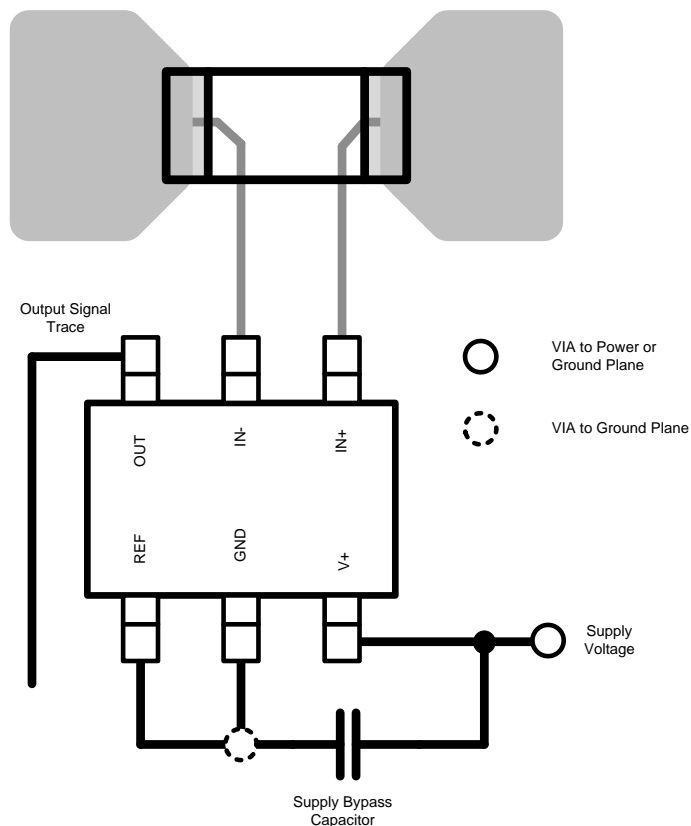 Output Signal
Trace
VIA to Power or
Ground Plane
VIA to Ground Plane
OUT
IN-
IN+
REF
GND
V+
Supply
Voltage
Supply Bypass
Capacitor